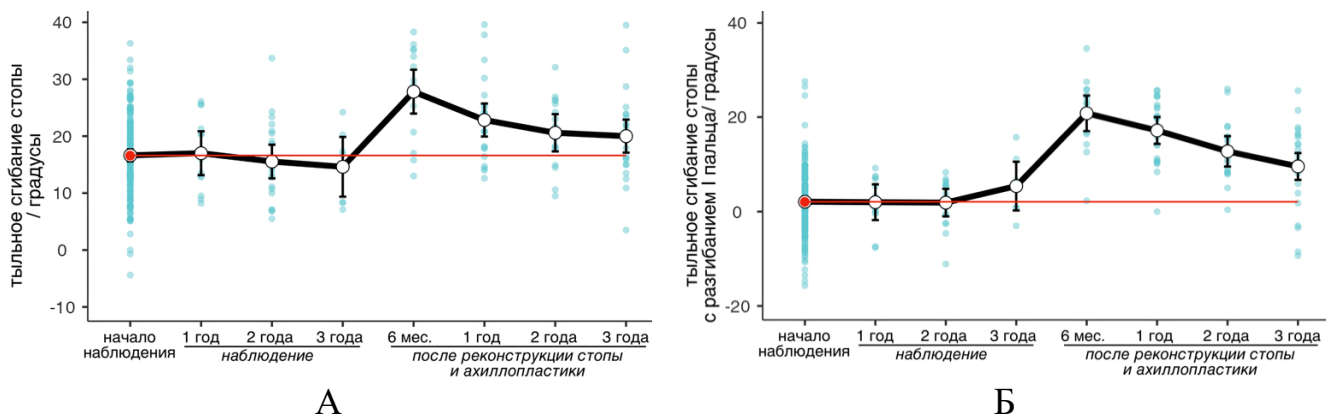 тыльное сгибание стопы
/ градусы
40
30
20
10
0
-10
начало
наблюдения
1 год
2 года
3 года
6 мес.
1 год
2 года
3 года
наблюдение
после реконструкции стопы
и ахиллопластики
А
тыльное сгибание стопы
с разгибанием I пальца/ градусы
40
20
0
-20
начало
наблюдения
1 год
2 года
3 года
6 мес.
1 год
2 года
3 года
наблюдение
после реконструкции стопы
и ахиллопластики
Б